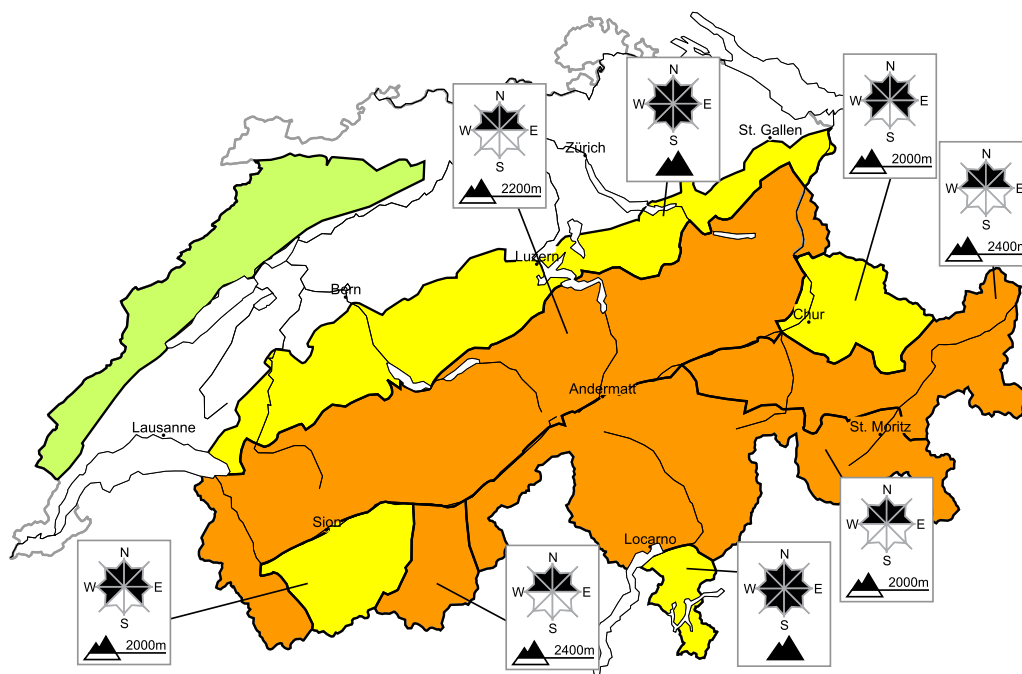 N
W E
S
2200m
N
W E
S
N
W E
S
2000m
N
W E
S
2400m
St. Gallen
Zürich
Luzern
Bern
Chur
Andermatt
Lausanne
St. Moritz
Sion
Locarno
N
W E
S
2000m
N
W E
S
2000m
N
W E
S
2400m
N
W E
S